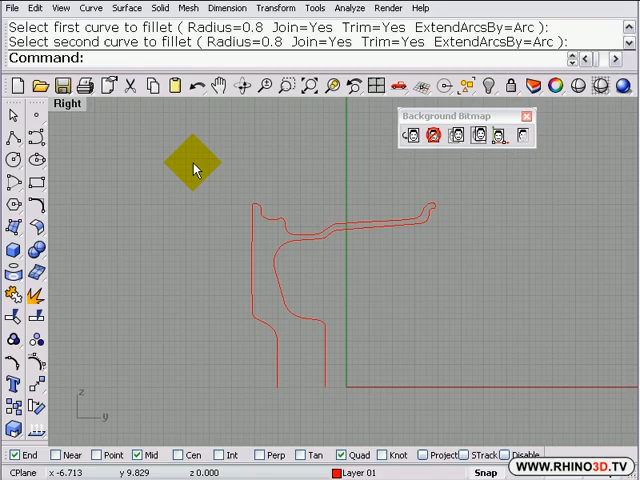 File Edit View Curve Surface Solid Mesh Dimension Transform Tools Analyze Render Help
Select first curve to fillet ( Radius=0.8 Join=Yes Trim=Yes ExtendArcsBy=Arc ):
Select second curve to fillet ( Radius=0.8 Join=Yes Trim=Yes ExtendArcsBy=Arc ):
Command:
Right
Background Bitmap
z
y
End Near Point Mid Cen Int Perp Tan Quad Knot Project STrack Disable
CPlane x -6.713 y 9.829 z 0.000 Layer 01 Snap
WWW.RHINO3D.TV